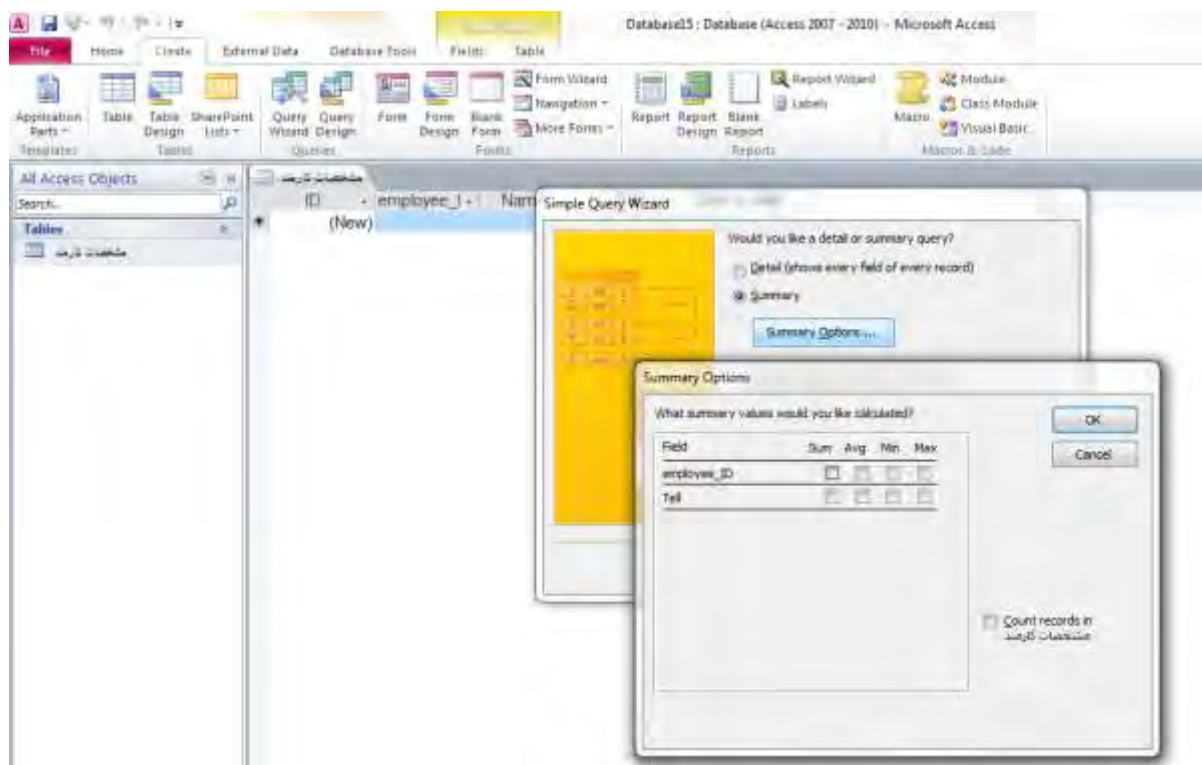 Database15 : Database (Access 2007 - 2010) - Microsoft Access
File Home Create External Data Database Tools Fields Table
Application Parts
Table
Table Design
SharePoint Lists
Query Wizard
Query Design
Form
Form Design
Blank Form
Form Wizard
Navigation
More Forms
Report
Report Design
Blank Report
Report Wizard
Labels
Macro
Module
Class Module
Visual Basic
Templates Tables Queries Forms Reports Macros & Code
All Access Objects
Search...
Tables
مشخصات کارمند
مشخصات کارمند
ID employee_I Nam
(New)
Simple Query Wizard
Would you like a detail or summary query?
Detail (shows every field of every record)
Summary
Summary Options ...
Summary Options
What summary values would you like calculated?
Field Sum Avg Min Max
employee_ID
Tell
OK
Cancel
Count records in
مشخصات کارمند